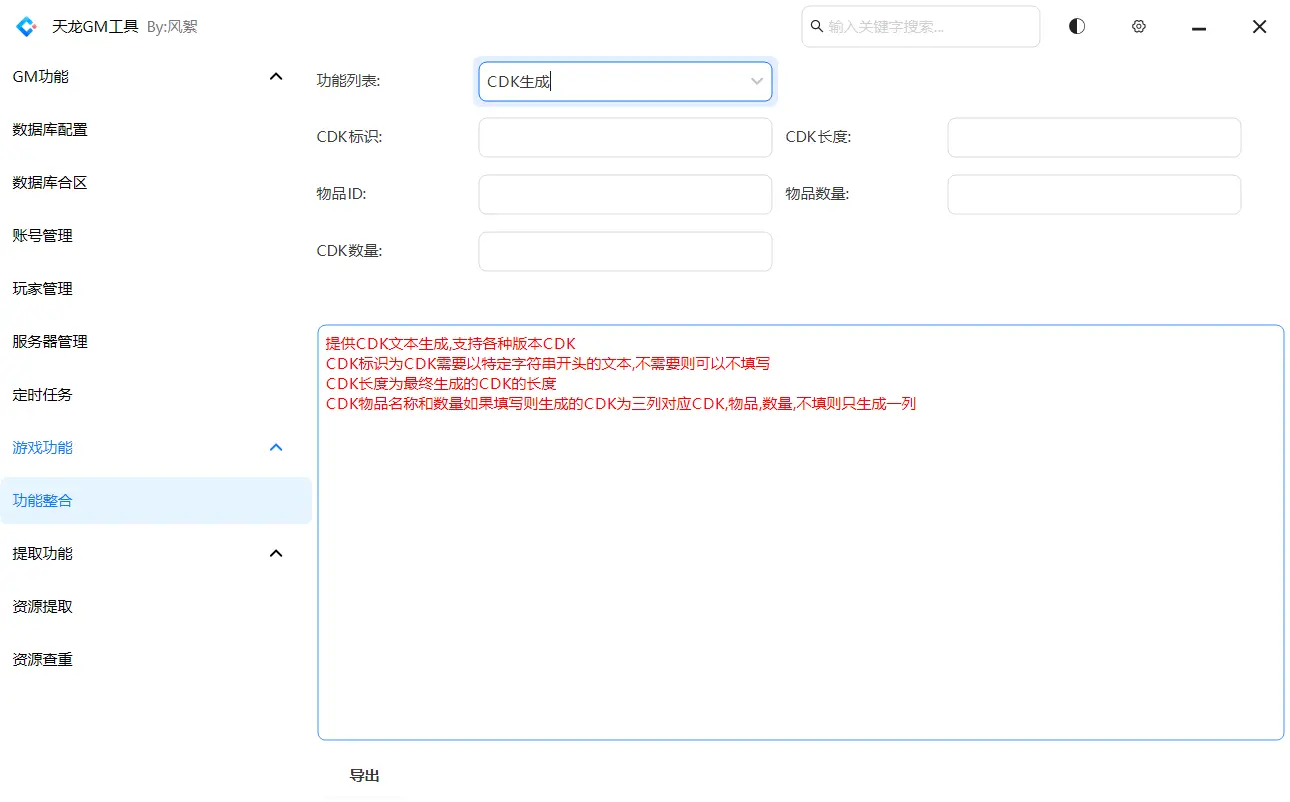 天龙GM工具 By:风絮
输入关键字搜索...
GM功能
数据库配置
数据库合区
账号管理
玩家管理
服务器管理
定时任务
游戏功能
功能整合
提取功能
资源提取
资源查重
功能列表:
CDK生成
CDK标识:
CDK长度:
物品ID:
物品数量:
CDK数量:
提供CDK文本生成,支持各种版本CDK
CDK标识为CDK需要以特定字符串开头的文本,不需要则可以不填写
CDK长度为最终生成的CDK的长度
CDK物品名称和数量如果填写则生成的CDK为三列对应CDK,物品,数量,不填则只生成一列
导出